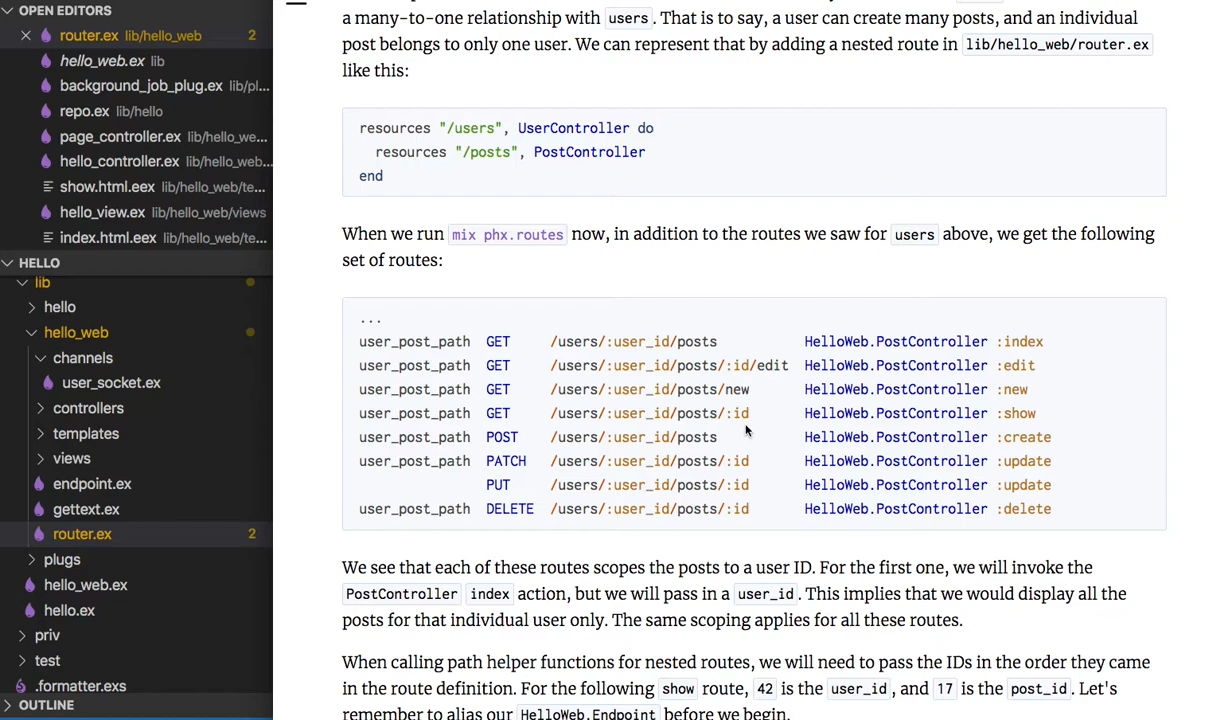 OPEN EDITORS
router.ex lib/hello_web 2
hello_web.ex lib
background_job_plug.ex lib/pl...
repo.ex lib/hello
page_controller.ex lib/hello_we...
hello_controller.ex lib/hello_web...
show.html.eex lib/hello_web/te...
hello_view.ex lib/hello_web/views
index.html.eex lib/hello_web/te...
HELLO
lib
hello
hello_web
channels
user_socket.ex
controllers
templates
views
endpoint.ex
gettext.ex
router.ex 2
plugs
hello_web.ex
hello.ex
priv
test
.formatter.exs
OUTLINE
a many-to-one relationship with users. That is to say, a user can create many posts, and an individual
post belongs to only one user. We can represent that by adding a nested route in lib/hello_web/router.ex
like this:
resources "/users", UserController do
resources "/posts", PostController
end
When we run mix phx.routes now, in addition to the routes we saw for users above, we get the following
set of routes:
...
user_post_path GET /users/:user_id/posts HelloWeb.PostController :index
user_post_path GET /users/:user_id/posts/:id/edit HelloWeb.PostController :edit
user_post_path GET /users/:user_id/posts/new HelloWeb.PostController :new
user_post_path GET /users/:user_id/posts/:id HelloWeb.PostController :show
user_post_path POST /users/:user_id/posts HelloWeb.PostController :create
user_post_path PATCH /users/:user_id/posts/:id HelloWeb.PostController :update
PUT /users/:user_id/posts/:id HelloWeb.PostController :update
user_post_path DELETE /users/:user_id/posts/:id HelloWeb.PostController :delete
We see that each of these routes scopes the posts to a user ID. For the first one, we will invoke the
PostController index action, but we will pass in a user_id. This implies that we would display all the
posts for that individual user only. The same scoping applies for all these routes.
When calling path helper functions for nested routes, we will need to pass the IDs in the order they came
in the route definition. For the following show route, 42 is the user_id, and 17 is the post_id. Let's
remember to alias our HelloWeb.Endpoint before we begin.